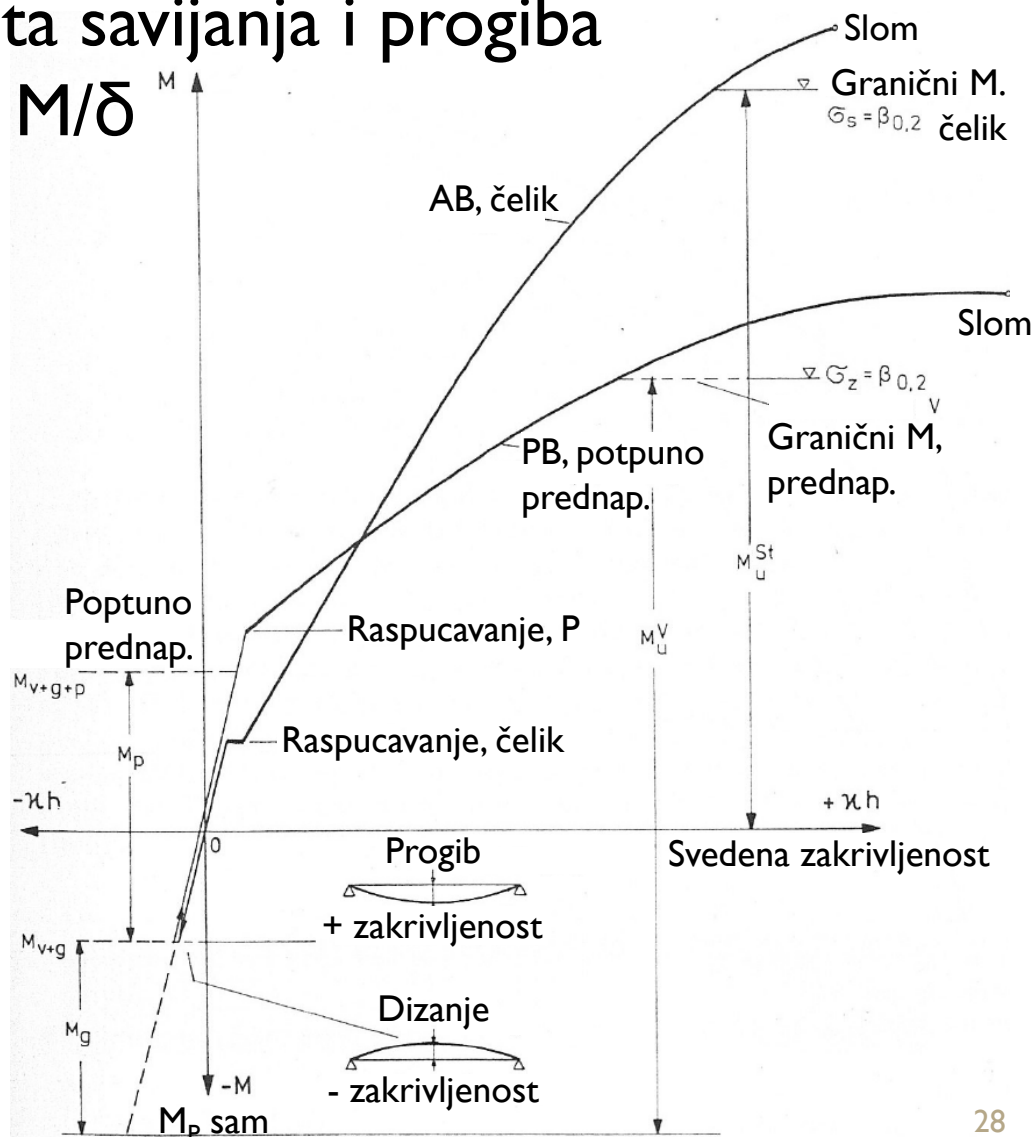 ta savijanja i progiba
M/δ
M
Slom
Granični M.
σs = β0,2 čelik
AB, čelik
Slom
σz = β0,2
v
Granični M,
prednap.
PB, potpuno
prednap.
MuSt
MuV
Poptuno
prednap.
Raspucavanje, P
Mv+g+p
Raspucavanje, čelik
Mp
-ϰh
+ϰh
0
Progib
Svedena zakrivljenost
+ zakrivljenost
Mv+g
Dizanje
Mg
- zakrivljenost
-M
Mp sam
28